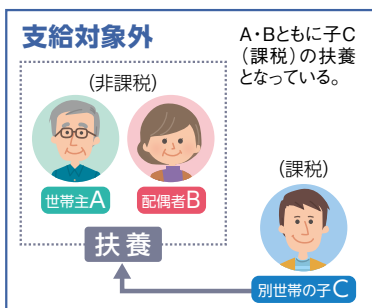 支給対象外
A・Bともに子C
(課税)の扶養
となっている。
(非課税)
世帯主A
配偶者B
扶養
(課税)
別世帯の子C